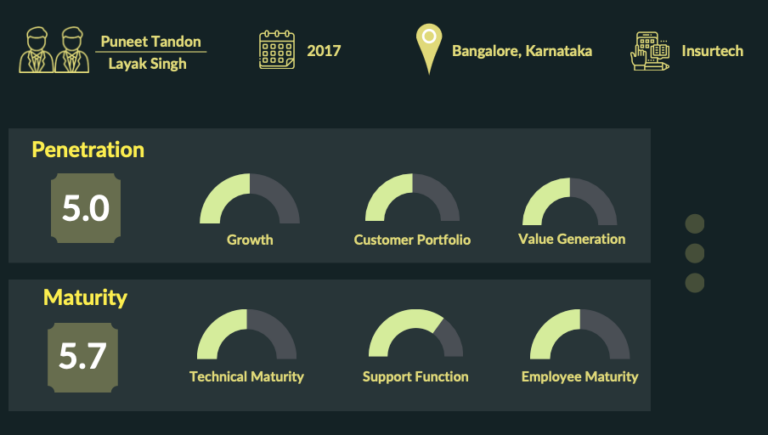 Puneet Tandon
Layak Singh
2017
Bangalore, Karnataka
Insurtech
Penetration
5.0
Growth
Customer Portfolio
Value Generation
Maturity
5.7
Technical Maturity
Support Function
Employee Maturity